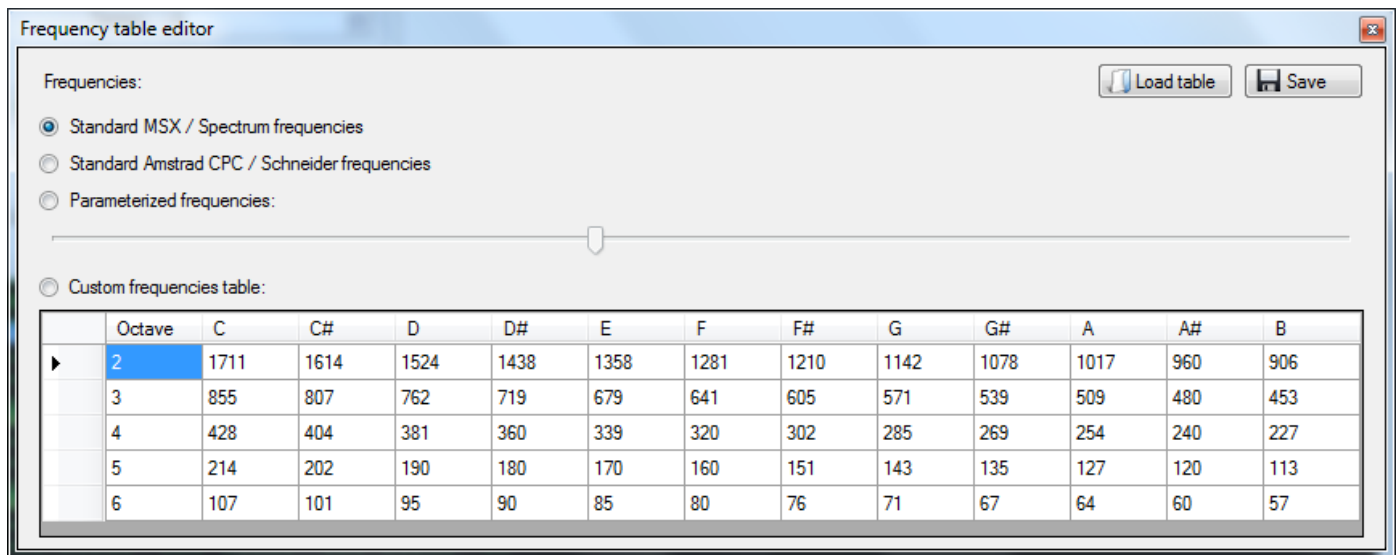 Frequency table editor
Frequencies:
Load table
Save
Standard MSX / Spectrum frequencies
Standard Amstrad CPC / Schneider frequencies
Parameterized frequencies:
Custom frequencies table:
Octave C C# D D# E F F# G G# A A# B
2 1711 1614 1524 1438 1358 1281 1210 1142 1078 1017 960 906
3 855 807 762 719 679 641 605 571 539 509 480 453
4 428 404 381 360 339 320 302 285 269 254 240 227
5 214 202 190 180 170 160 151 143 135 127 120 113
6 107 101 95 90 85 80 76 71 67 64 60 57